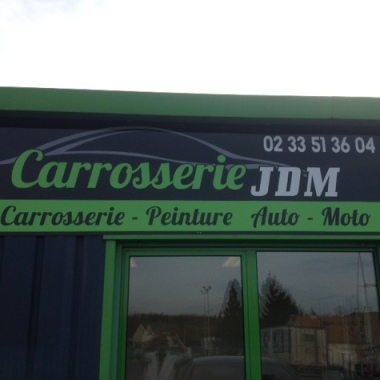 02 33 51 36 04
Carrosserie JDM
Carrosserie - Peinture Auto - Moto